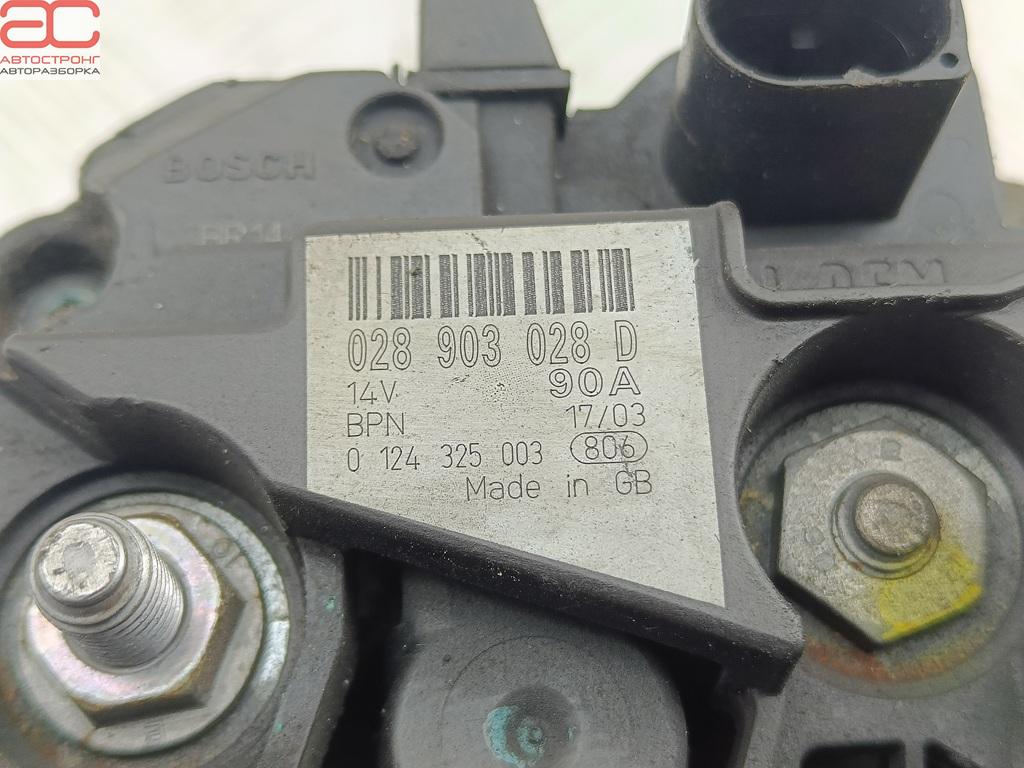 АВТОСТРОНГ
АВТОРАЗБОРКА
BOSCH
028 903 028 D
14V 90A
BPN 17/03
0 124 325 003 806
Made in GB